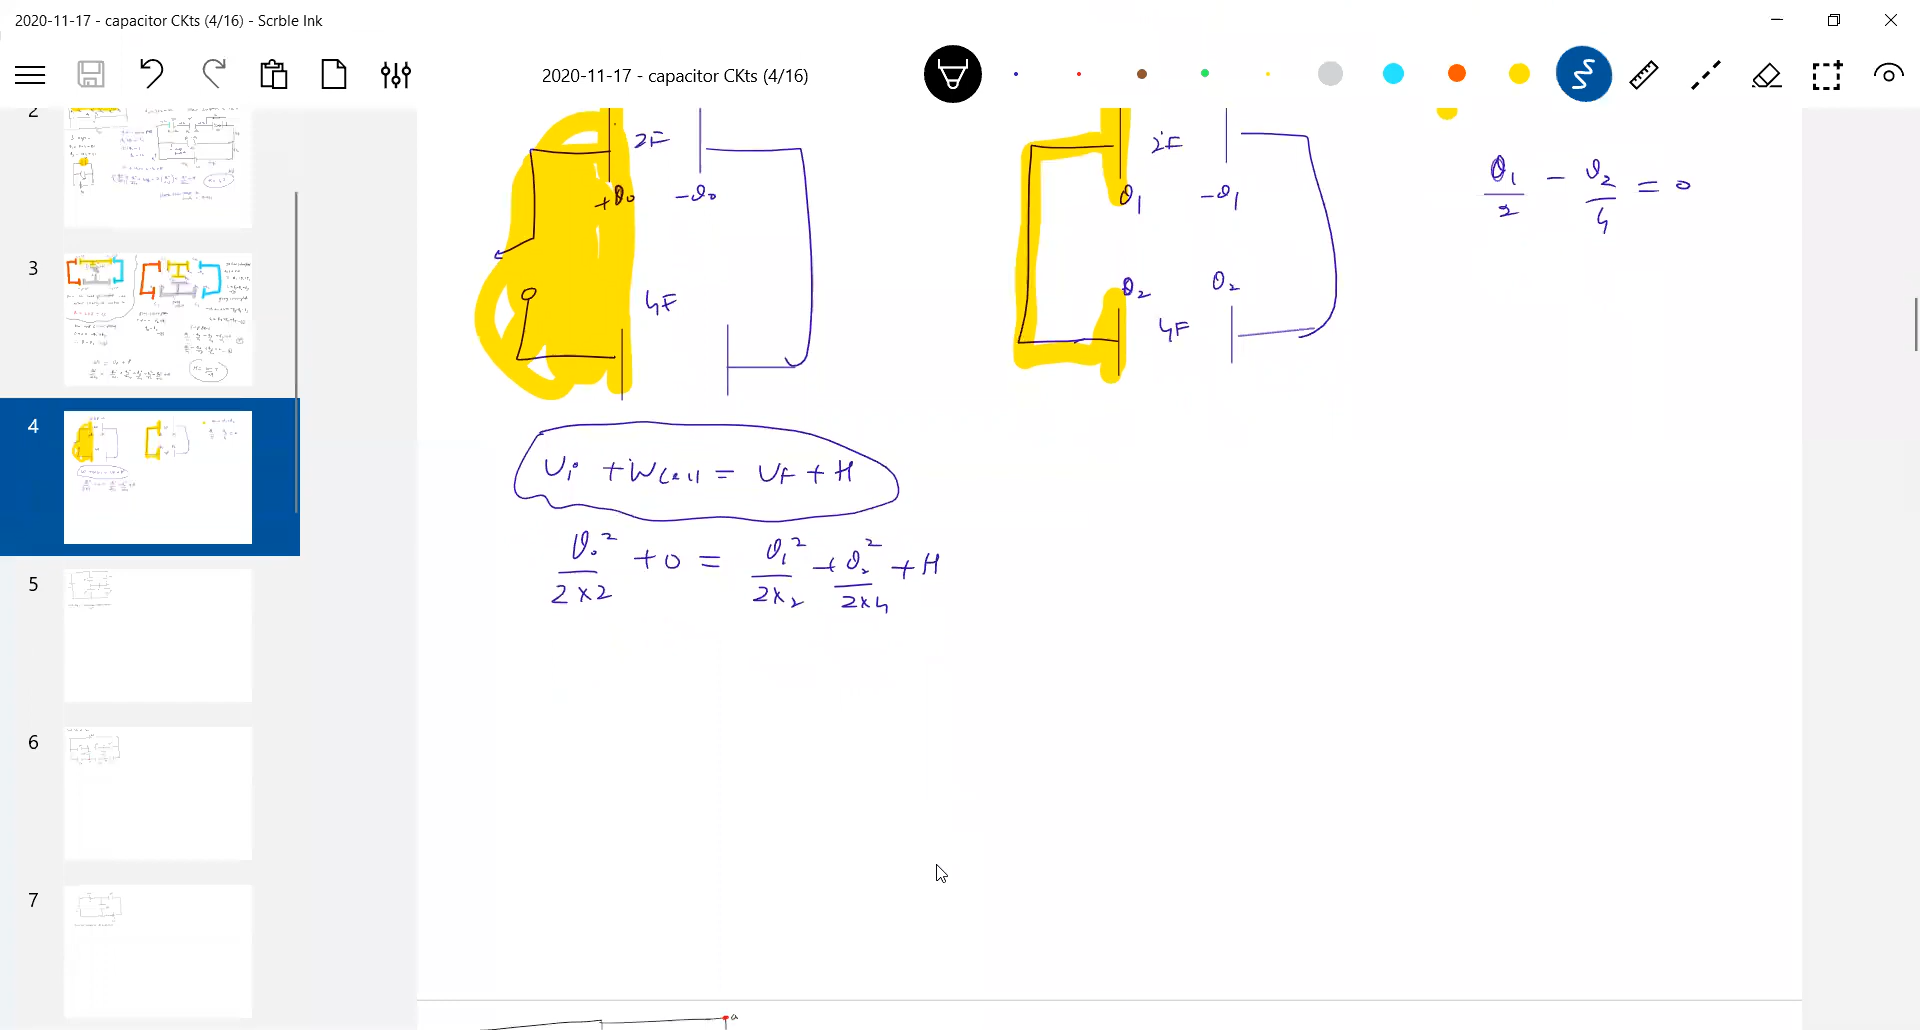 2020-11-17 - capacitor CKts (4/16) - Scrble Ink
2020-11-17 - capacitor CKts (4/16)
2
3
4
5
6
7
2F
+Q₀ -Q₀
4F
2F
Q₁ -Q₁
Q₂ Q₂
4F
Q₁/2 - Q₂/4 = 0
Ui + Wcell = UF + H
Q₀²/2×2 + 0 = Q₁²/2×2 + Q₂²/2×4 + H
a